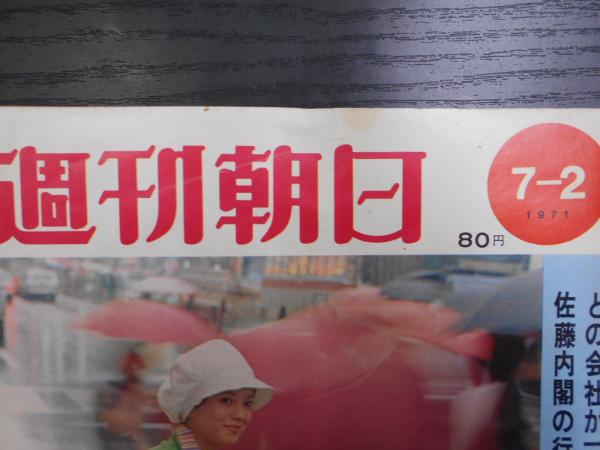 週刊朝日
7-2
1971
80円
どの会社が
佐藤内閣の行